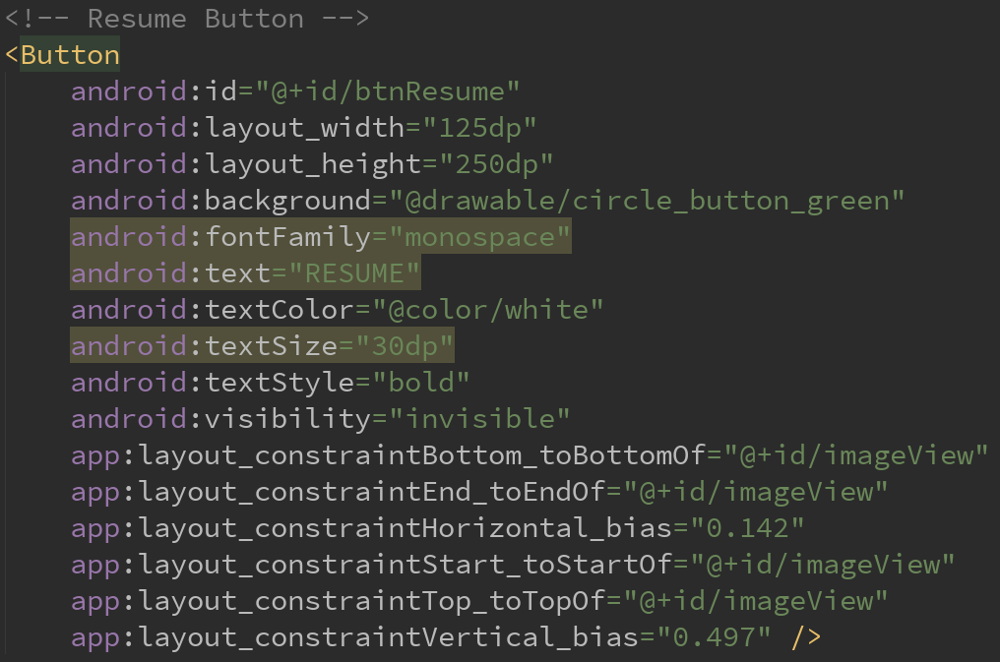 <!-- Resume Button -->
<Button
android:id="@+id/btnResume"
android:layout_width="125dp"
android:layout_height="250dp"
android:background="@drawable/circle_button_green"
android:fontFamily="monospace"
android:text="RESUME"
android:textColor="@color/white"
android:textSize="30dp"
android:textStyle="bold"
android:visibility="invisible"
app:layout_constraintBottom_toBottomOf="@+id/imageView"
app:layout_constraintEnd_toEndOf="@+id/imageView"
app:layout_constraintHorizontal_bias="0.142"
app:layout_constraintStart_toStartOf="@+id/imageView"
app:layout_constraintTop_toTopOf="@+id/imageView"
app:layout_constraintVertical_bias="0.497" />